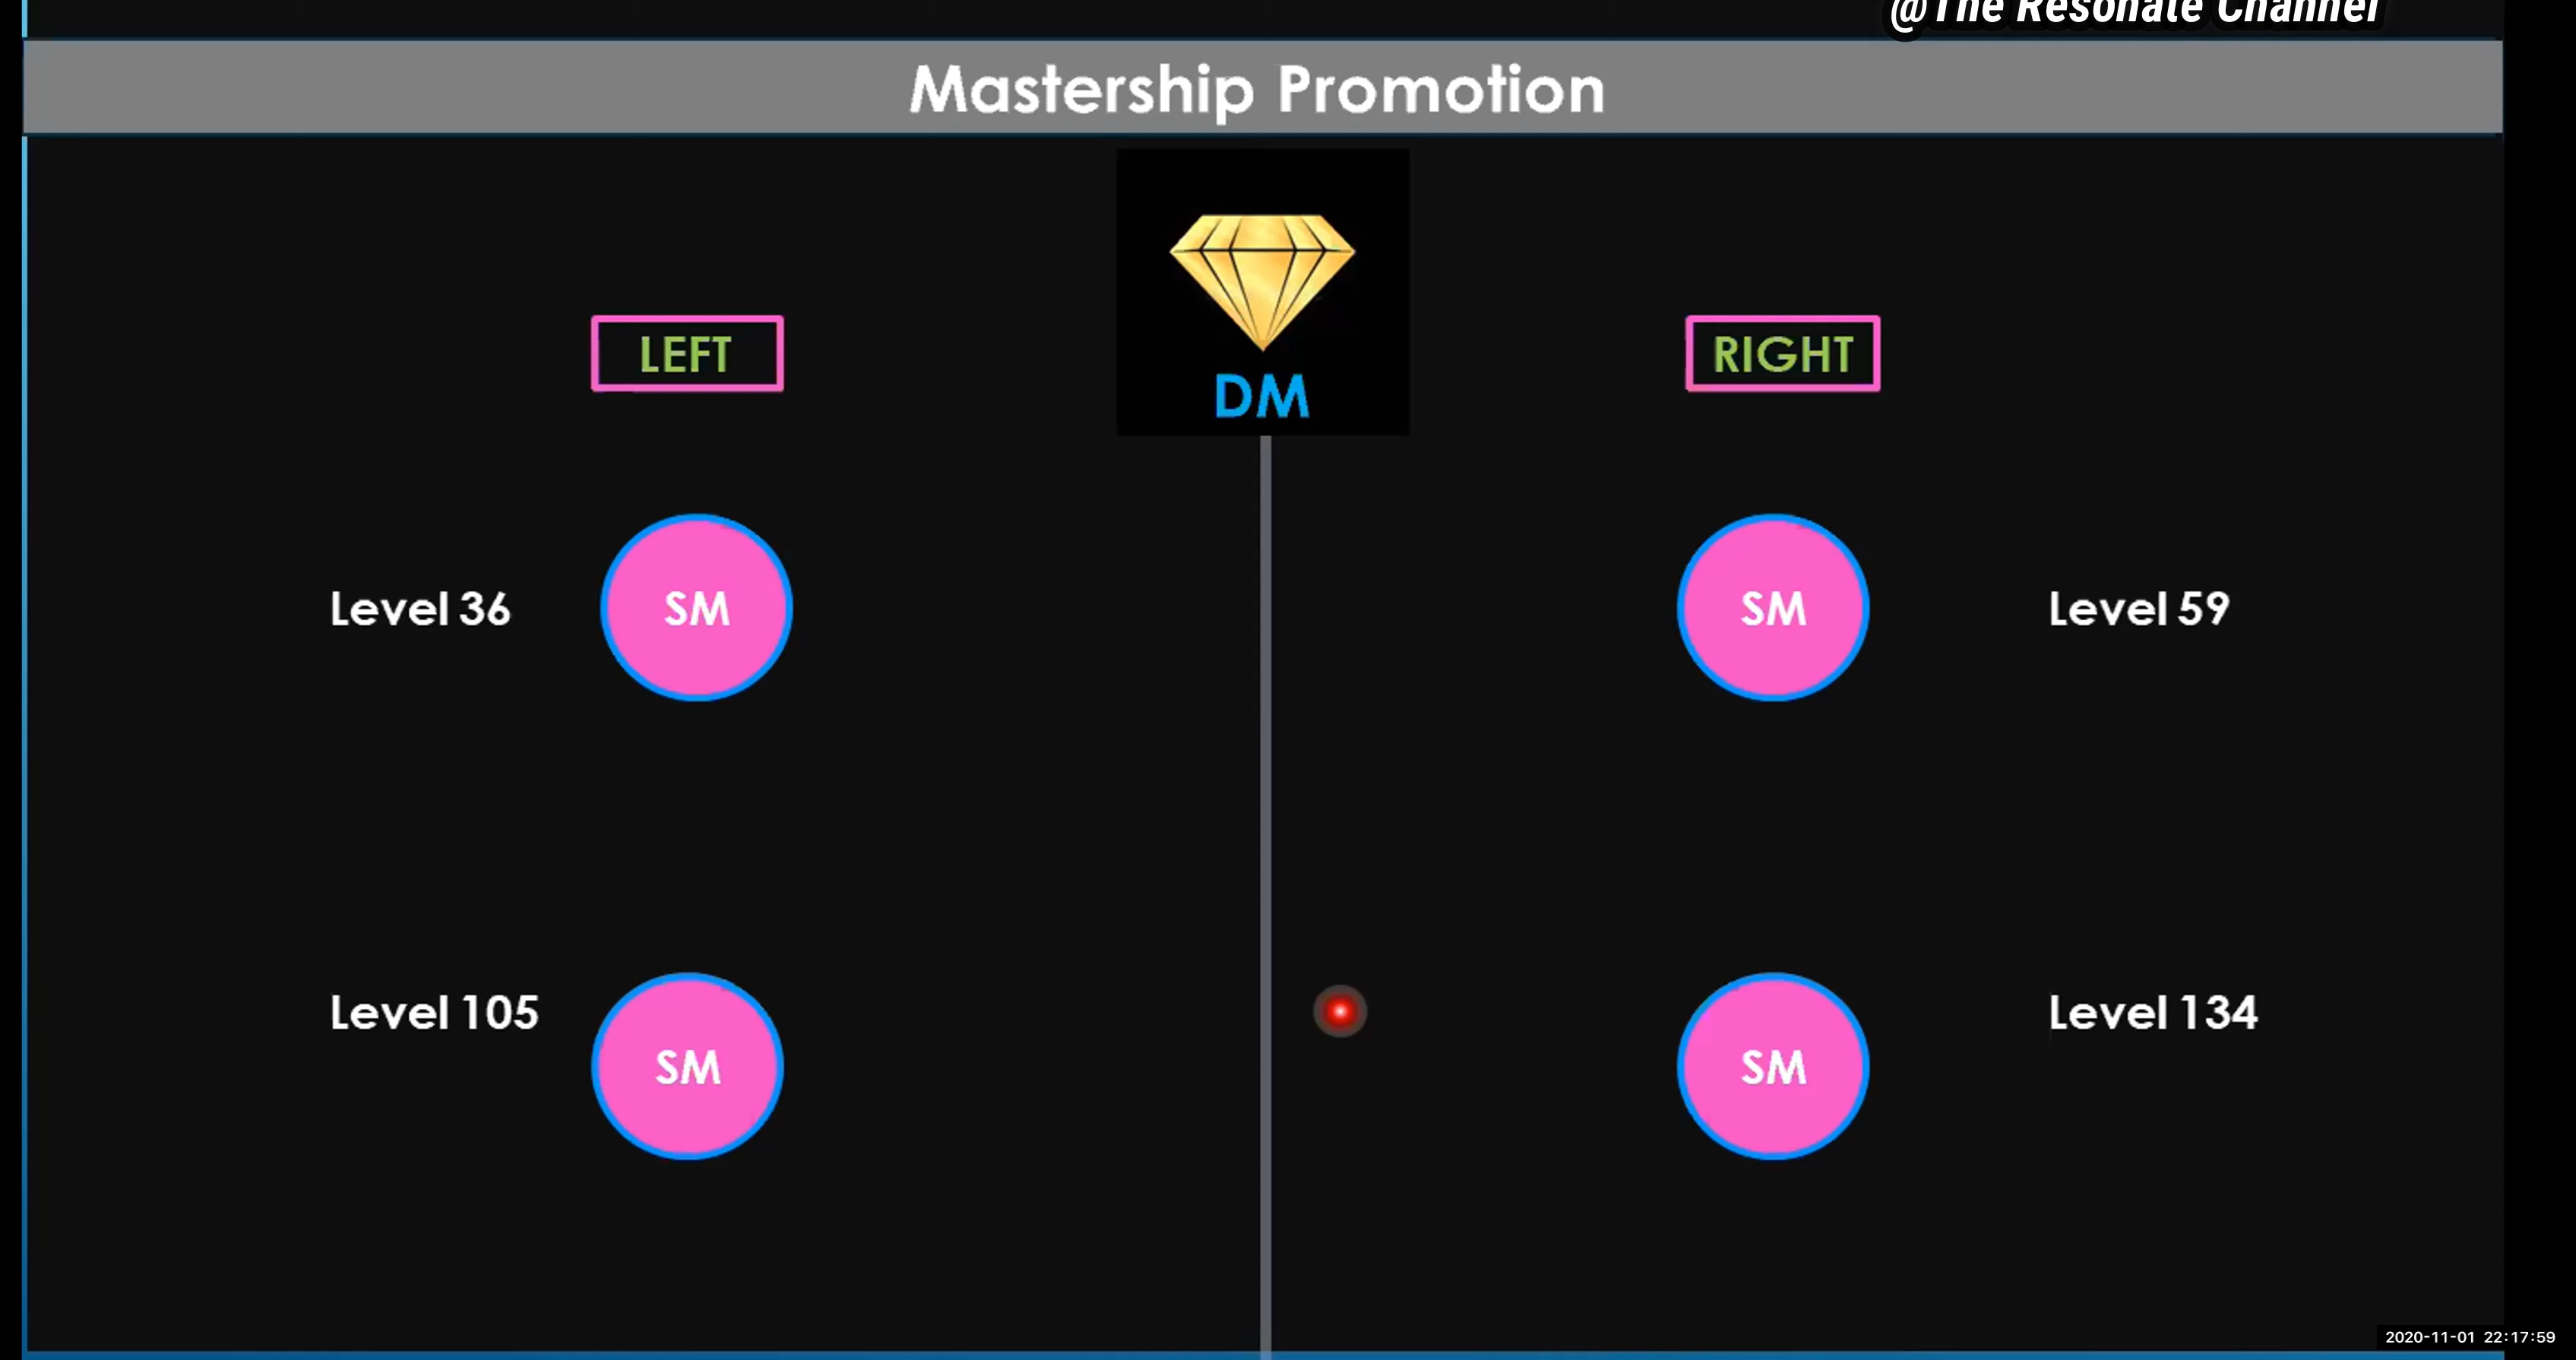 @The Resonate Channel
Mastership Promotion
LEFT
DM
RIGHT
Level 36
SM
SM
Level 59
Level 105
SM
SM
Level 134
2020-11-01 22:17:59